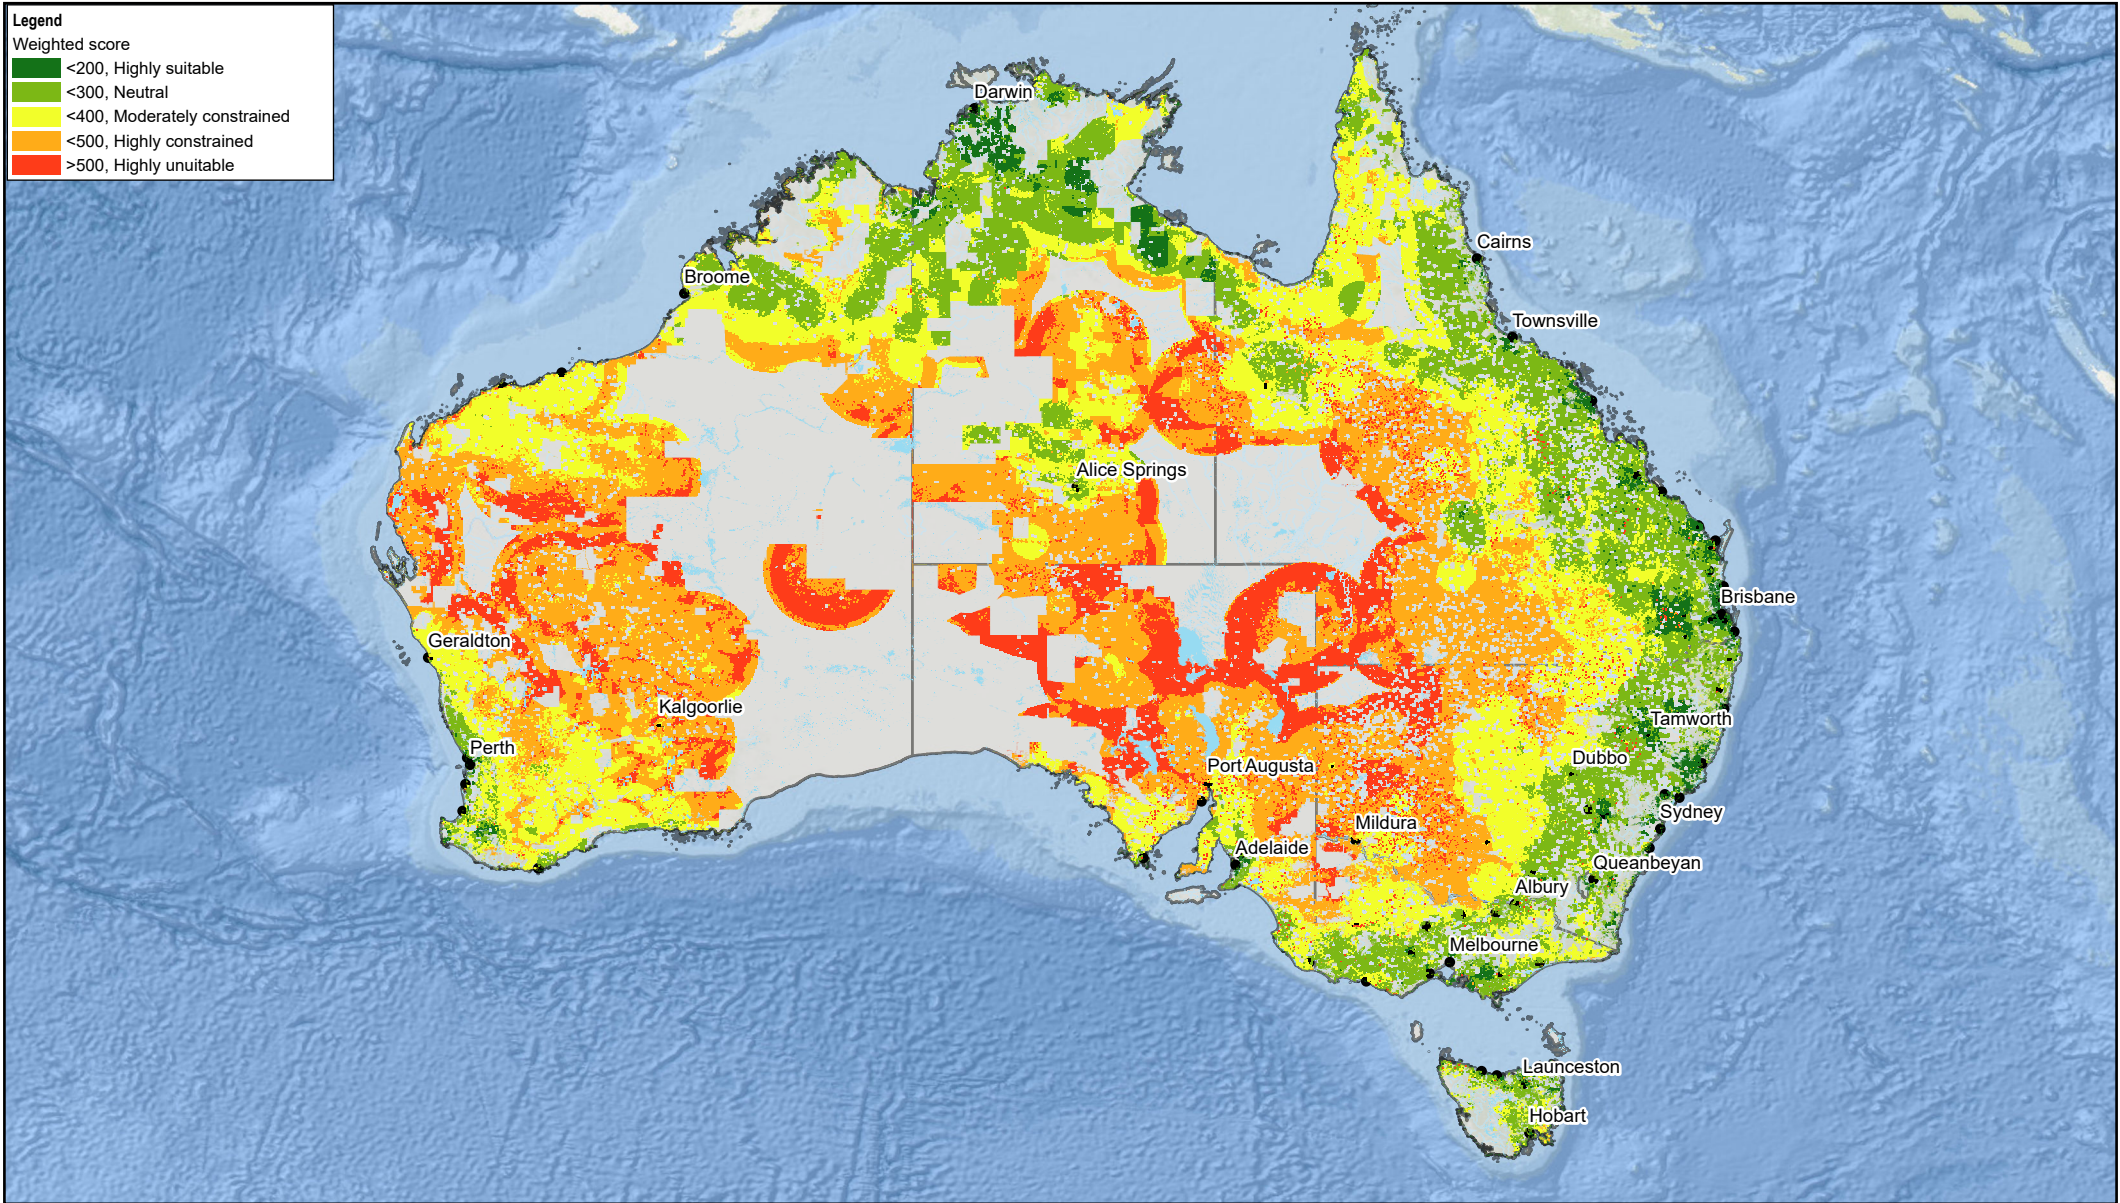 Legend
Weighted score
<200, Highly suitable
<300, Neutral
<400, Moderately constrained
<500, Highly constrained
>500, Highly unuitable
Darwin
Cairns
Broome
Townsville
Alice Springs
Brisbane
Geraldton
Kalgoorlie
Tamworth
Perth
Dubbo
Port Augusta
Sydney
Mildura
Adelaide
Queanbeyan
Albury
Melbourne
Launceston
Hobart